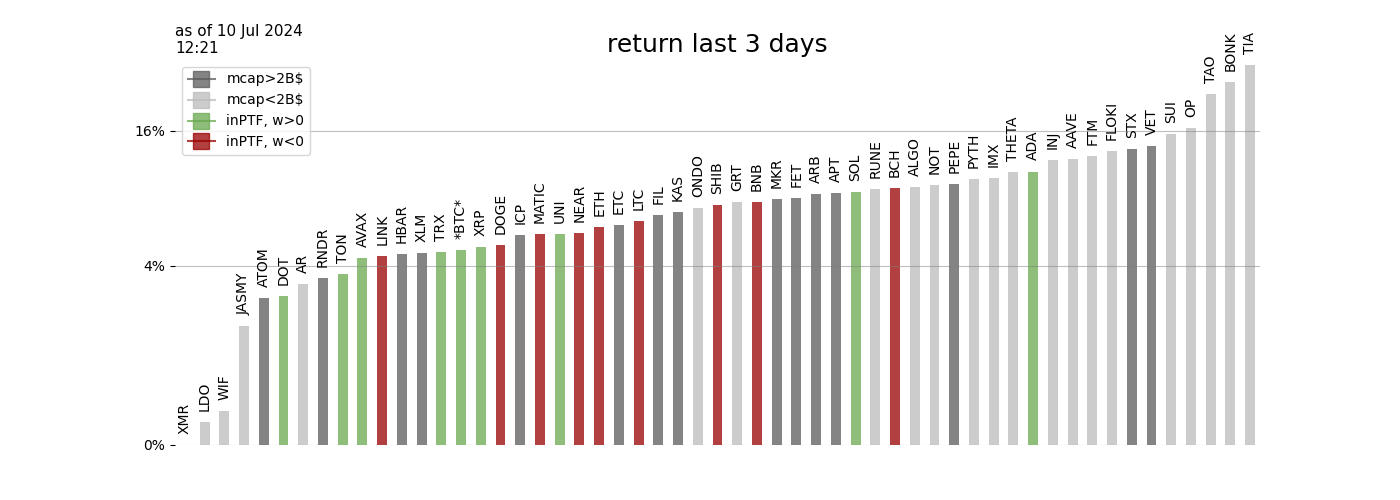 as of 10 Jul 2024
12:21
return last 3 days
mcap>2B$
mcap<2B$
inPTF, w>0
inPTF, w<0
16%
4%
0%
XMR
LDO
WIF
JASMY
ATOM
DOT
AR
RNDR
TON
AVAX
LINK
HBAR
XLM
TRX
*BTC*
XRP
DOGE
ICP
MATIC
UNI
NEAR
ETH
ETC
LTC
FIL
KAS
ONDO
SHIB
GRT
BNB
MKR
FET
ARB
APT
SOL
RUNE
BCH
ALGO
NOT
PEPE
PYTH
IMX
THETA
ADA
INJ
AAVE
FTM
FLOKI
STX
VET
SUI
OP
TAO
BONK
TIA